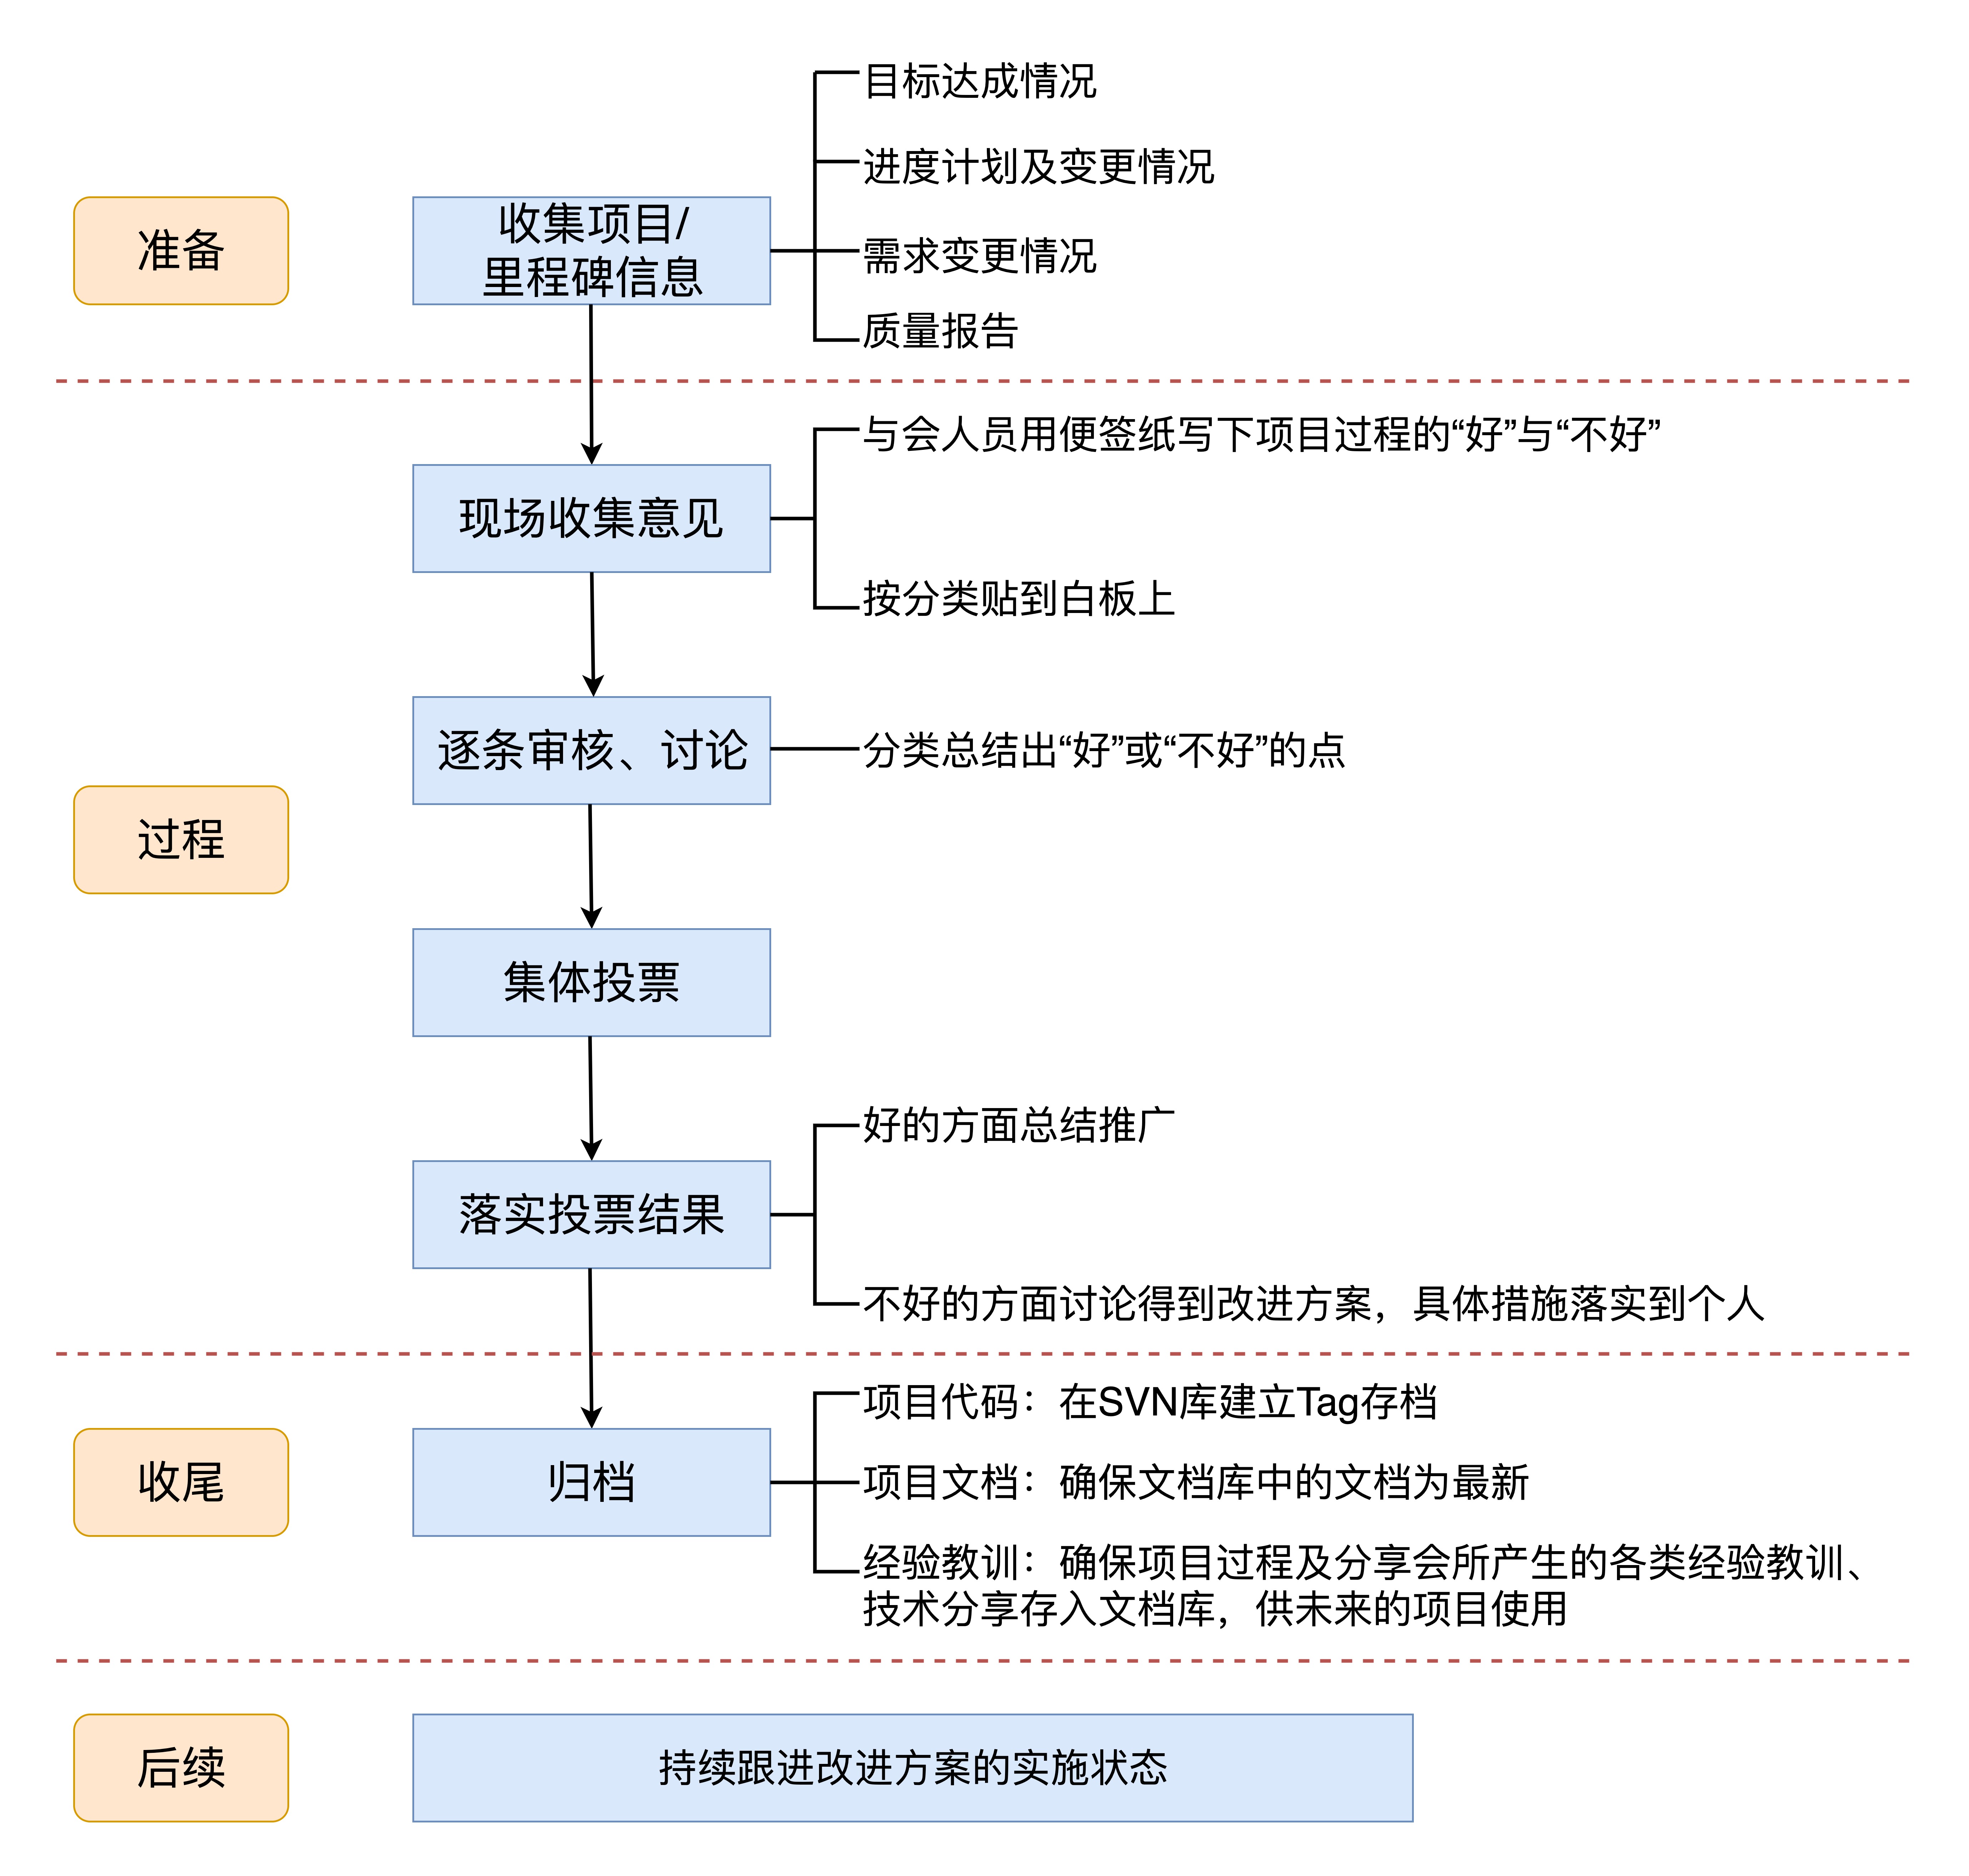 目标达成情况
进度计划及变更情况
准备
收集项目/
里程碑信息
需求变更情况
质量报告
与会人员用便签纸写下项目过程的“好”与“不好”
现场收集意见
按分类贴到白板上
逐条审核、讨论
分类总结出“好”或“不好”的点
过程
集体投票
好的方面总结推广
落实投票结果
不好的方面讨论得到改进方案，具体措施落实到个人
项目代码：在SVN库建立Tag存档
收尾
归档
项目文档：确保文档库中的文档为最新
经验教训：确保项目过程及分享会所产生的各类经验教训、
技术分享存入文档库，供未来的项目使用
后续
持续跟进改进方案的实施状态